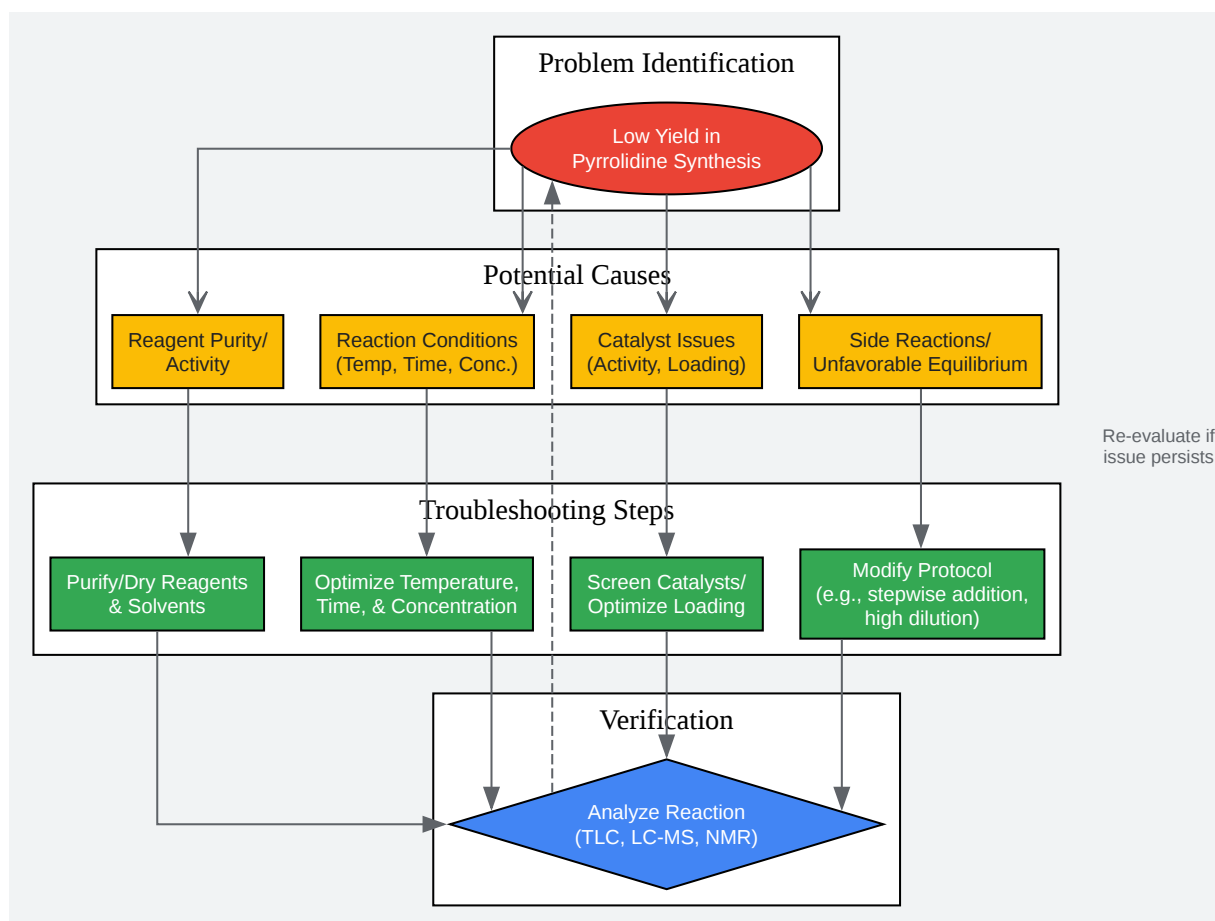 Problem Identification
Low Yield in
Pyrrolidine Synthesis
Potential Causes
Reagent Purity/
Activity
Reaction Conditions
(Temp, Time, Conc.)
Catalyst Issues
(Activity, Loading)
Side Reactions/
Unfavorable Equilibrium
Re-evaluate if
issue persists
Troubleshooting Steps
Purify/Dry Reagents
& Solvents
Optimize Temperature,
Time, & Concentration
Screen Catalysts/
Optimize Loading
Modify Protocol
(e.g., stepwise addition,
high dilution)
Verification
Analyze Reaction
(TLC, LC-MS, NMR)